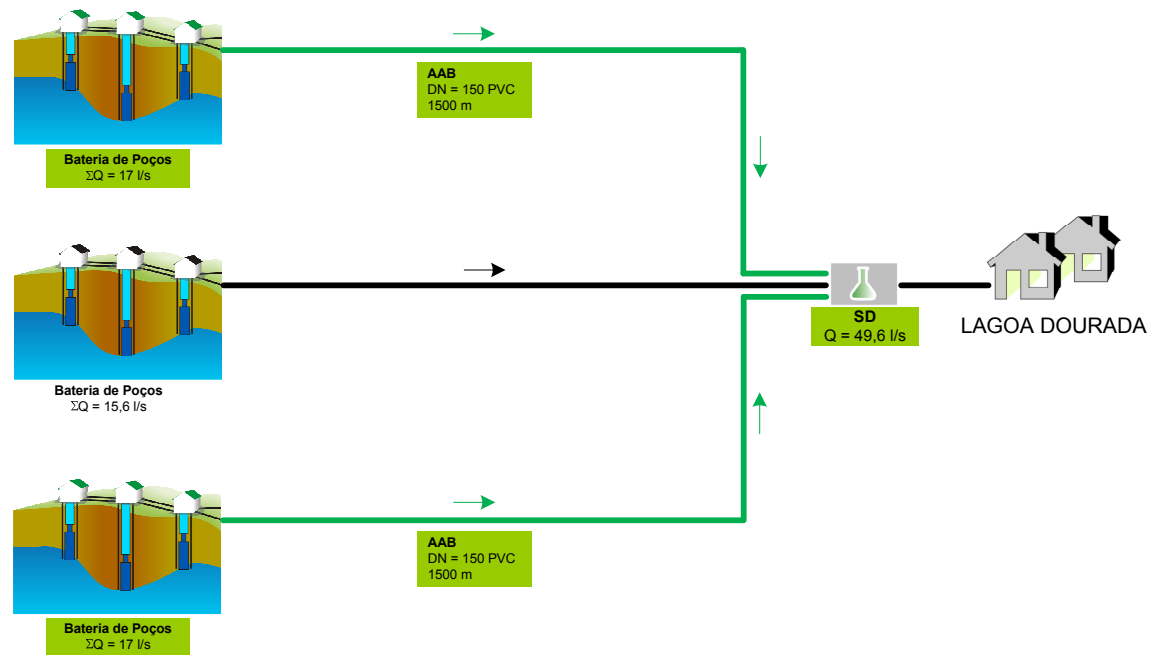 AAB
DN = 150 PVC
1500 m
Bateria de Poços
ΣQ = 17 l/s
SD
Q = 49,6 l/s
LAGOA DOURADA
Bateria de Poços
ΣQ = 15,6 l/s
AAB
DN = 150 PVC
1500 m
Bateria de Poços
ΣQ = 17 l/s